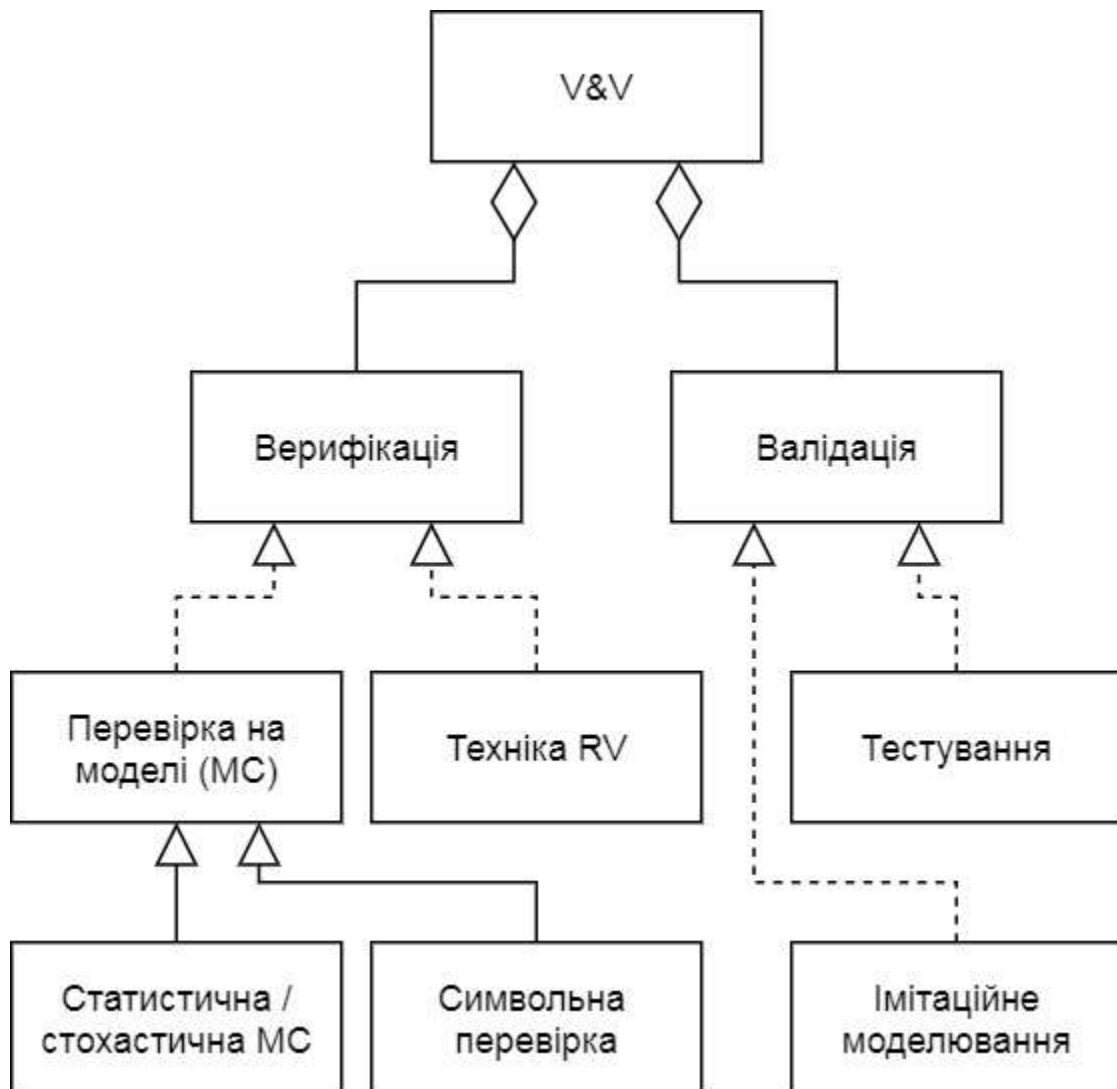 V&V
Верифікація
Валідація
Перевірка на
моделі (MC)
Техніка RV
Тестування
Статистична /
стохастична MC
Символьна
перевірка
Імітаційне
моделювання